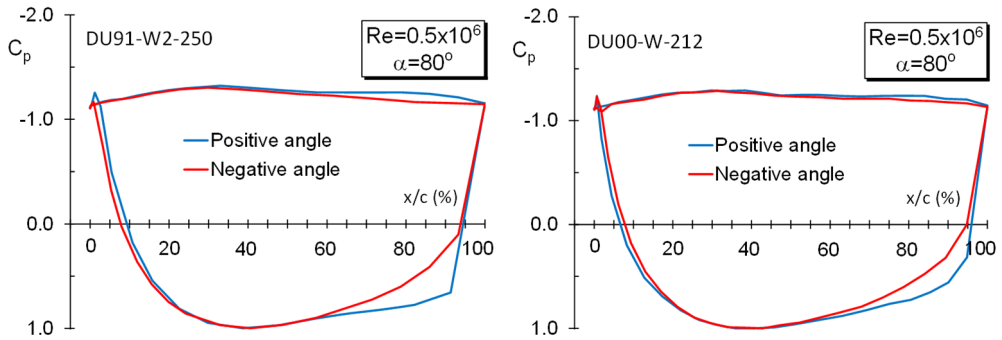 -2.0
Cp
DU91-W2-250
Re=0.5x10⁶
α=80º
-1.0
Positive angle
Negative angle
x/c (%)
0.0
0 20 40 60 80 100
1.0
-2.0
Cp
DU00-W-212
Re=0.5x10⁶
α=80º
-1.0
Positive angle
Negative angle
x/c (%)
0.0
0 20 40 60 80 100
1.0